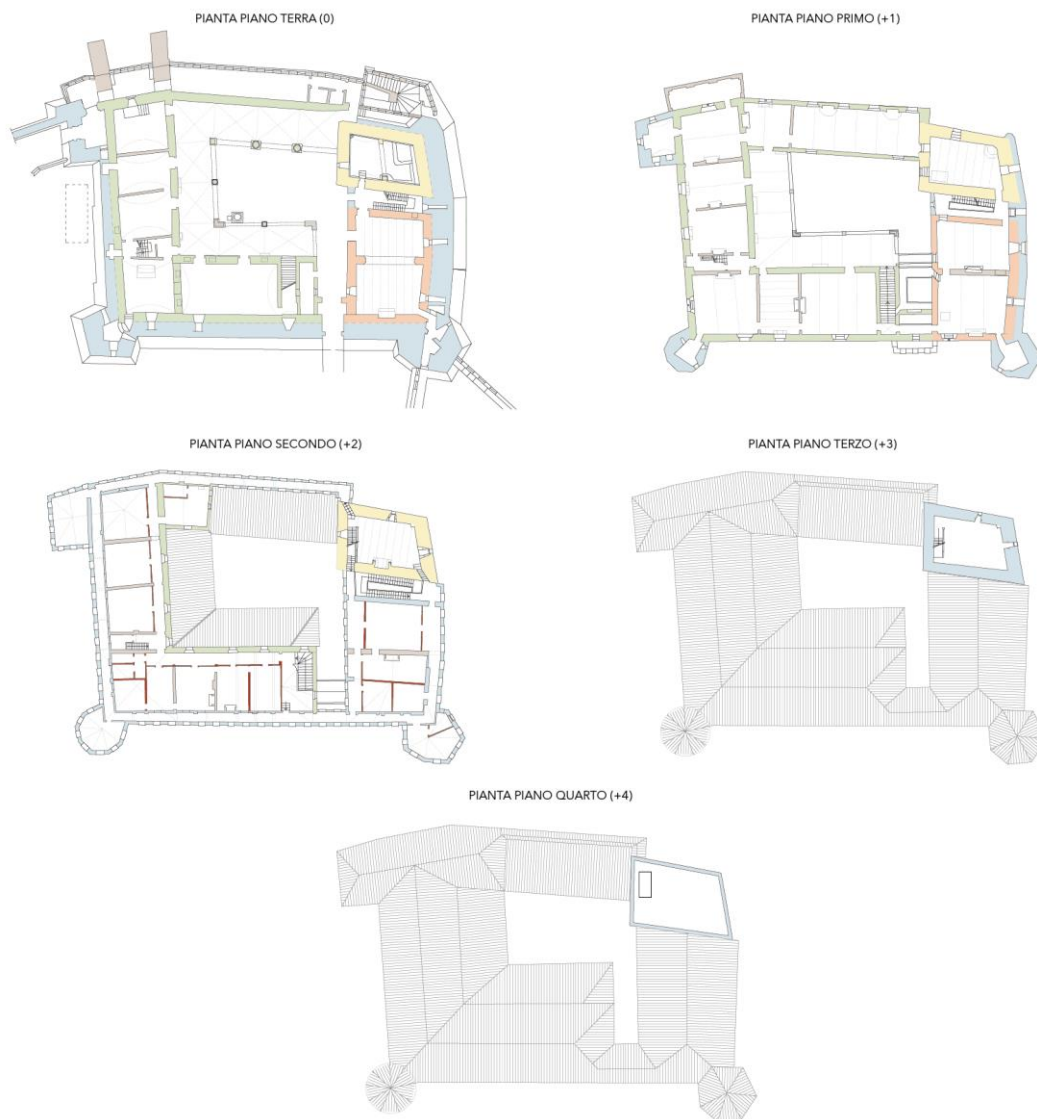 PIANTA PIANO TERRA (0)
PIANTA PIANO PRIMO (+1)
PIANTA PIANO SECONDO (+2)
PIANTA PIANO TERZO (+3)
PIANTA PIANO QUARTO (+4)